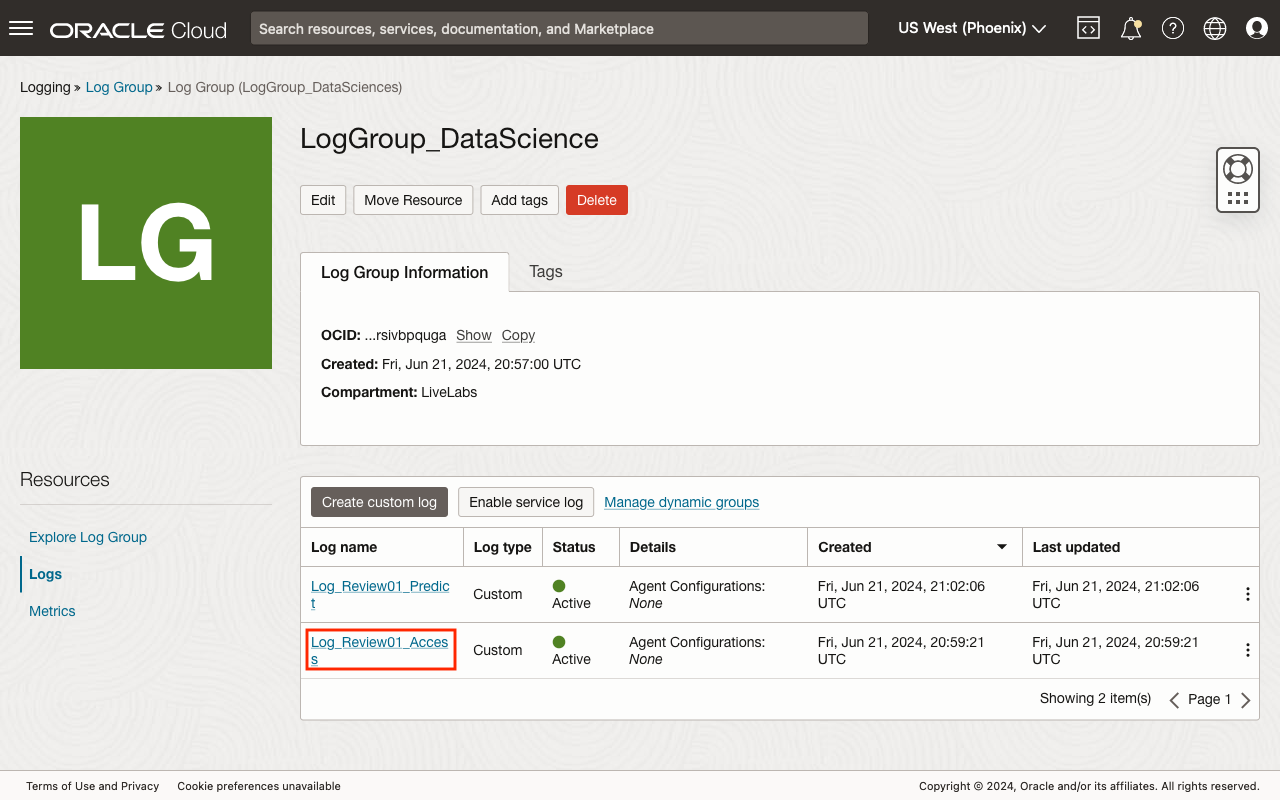 ORACLE Cloud
Search resources, services, documentation, and Marketplace
US West (Phoenix)
Logging » Log Group » Log Group (LogGroup_DataSciences)
LG
LogGroup_DataScience
Edit
Move Resource
Add tags
Delete
Log Group Information
Tags
OCID: ...rsivbpquga Show Copy
Created: Fri, Jun 21, 2024, 20:57:00 UTC
Compartment: LiveLabs
Resources
Explore Log Group
Logs
Metrics
Create custom log
Enable service log
Manage dynamic groups
Log name
Log type
Status
Details
Created
Last updated
Log_Review01_Predic
t
Custom
Active
Agent Configurations:
None
Fri, Jun 21, 2024, 21:02:06
UTC
Fri, Jun 21, 2024, 21:02:06
UTC
Log_Review01_Acces
s
Custom
Active
Agent Configurations:
None
Fri, Jun 21, 2024, 20:59:21
UTC
Fri, Jun 21, 2024, 20:59:21
UTC
Showing 2 item(s)
Page 1
Terms of Use and Privacy
Cookie preferences unavailable
Copyright © 2024, Oracle and/or its affiliates. All rights reserved.